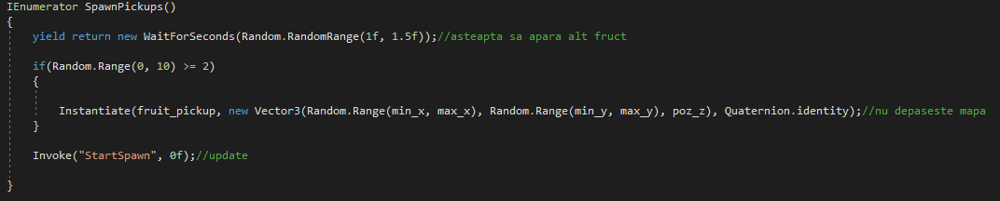 IEnumerator SpawnPickups()
{
yield return new WaitForSeconds(Random.RandomRange(1f, 1.5f));//asteapta sa apara alt fruct
if(Random.Range(0, 10) >= 2)
{
Instantiate(fruit_pickup, new Vector3(Random.Range(min_x, max_x), Random.Range(min_y, max_y), poz_z), Quaternion.identity);//nu depaseste mapa
}
Invoke("StartSpawn", 0f);//update
}